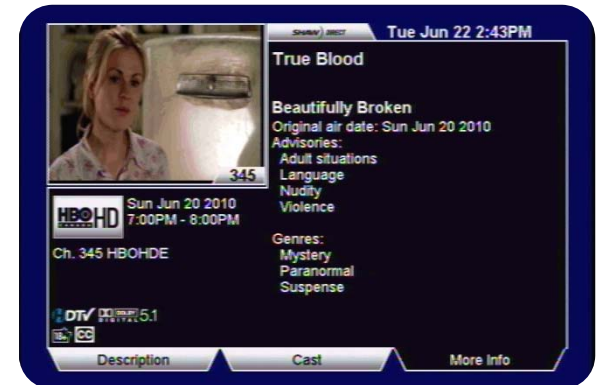 SHAW) DIRECT
Tue Jun 22 2:43PM
True Blood
Beautifully Broken
Original air date: Sun Jun 20 2010
Advisories:
Adult situations
Language
Nudity
Violence
Genres:
Mystery
Paranormal
Suspense
345
HBO HD
Sun Jun 20 2010
7:00PM - 8:00PM
Ch. 345 HBOHDE
DTV DOLBY DIGITAL 5.1
18+ CC
Description
Cast
More Info